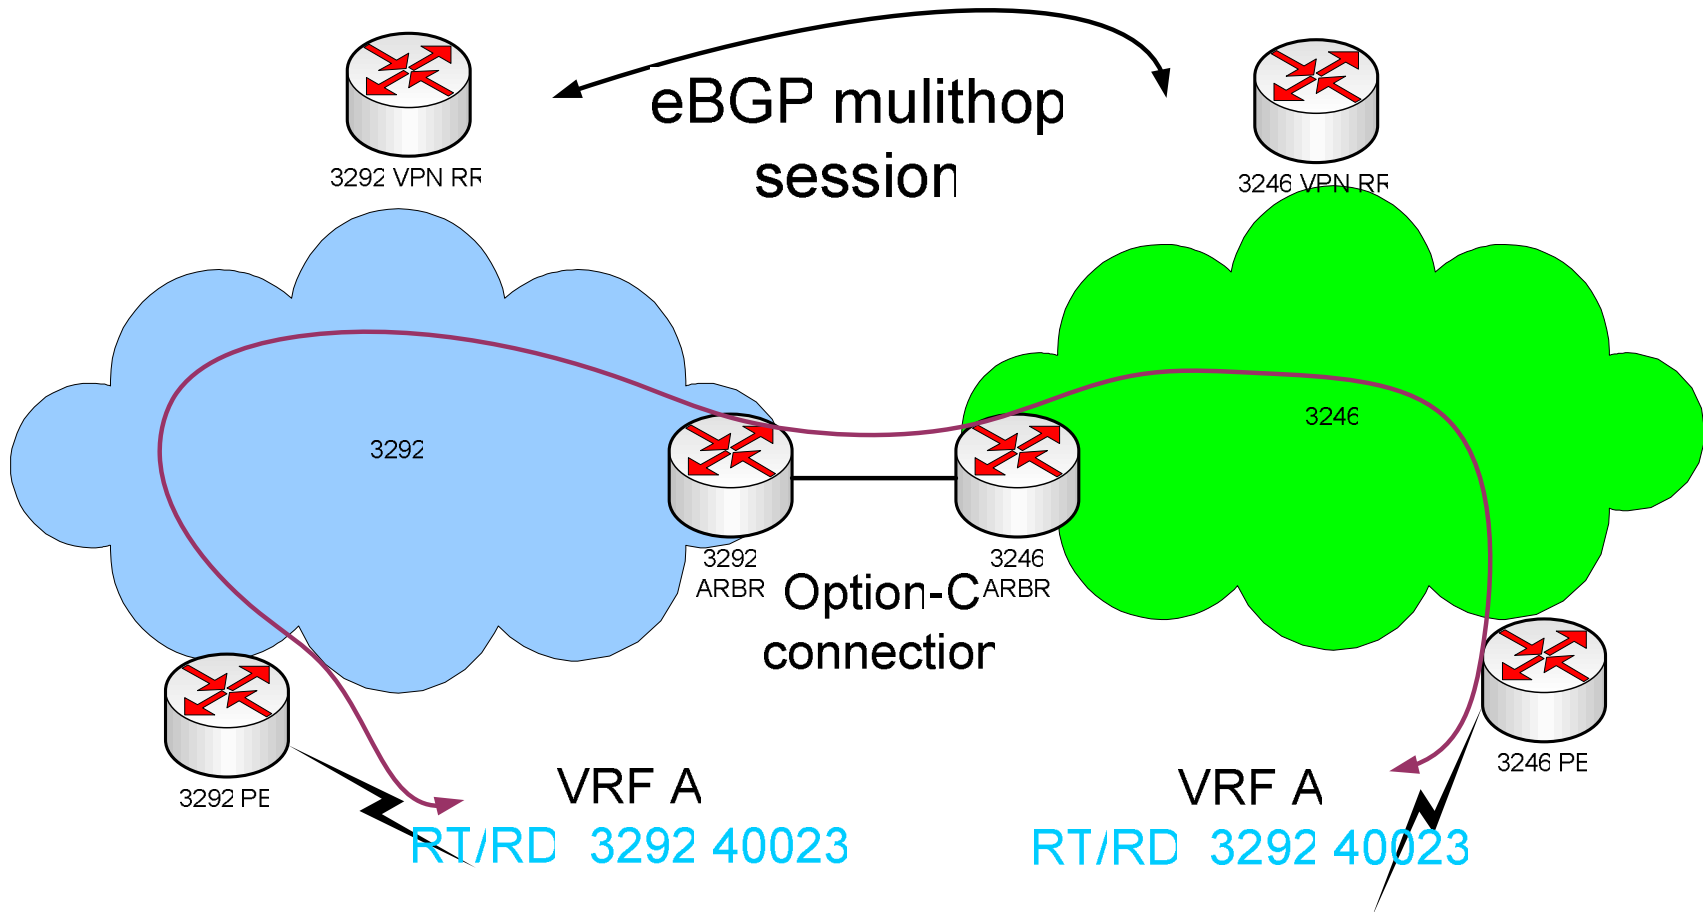 eBGP mulithop
session
3292 VPN RR
3246 VPN RR
3292
3246
3292
ARBR
3246
ARBR
Option-C
connection
3292 PE
3246 PE
VRF A
RT/RD 3292 40023
VRF A
RT/RD 3292 40023